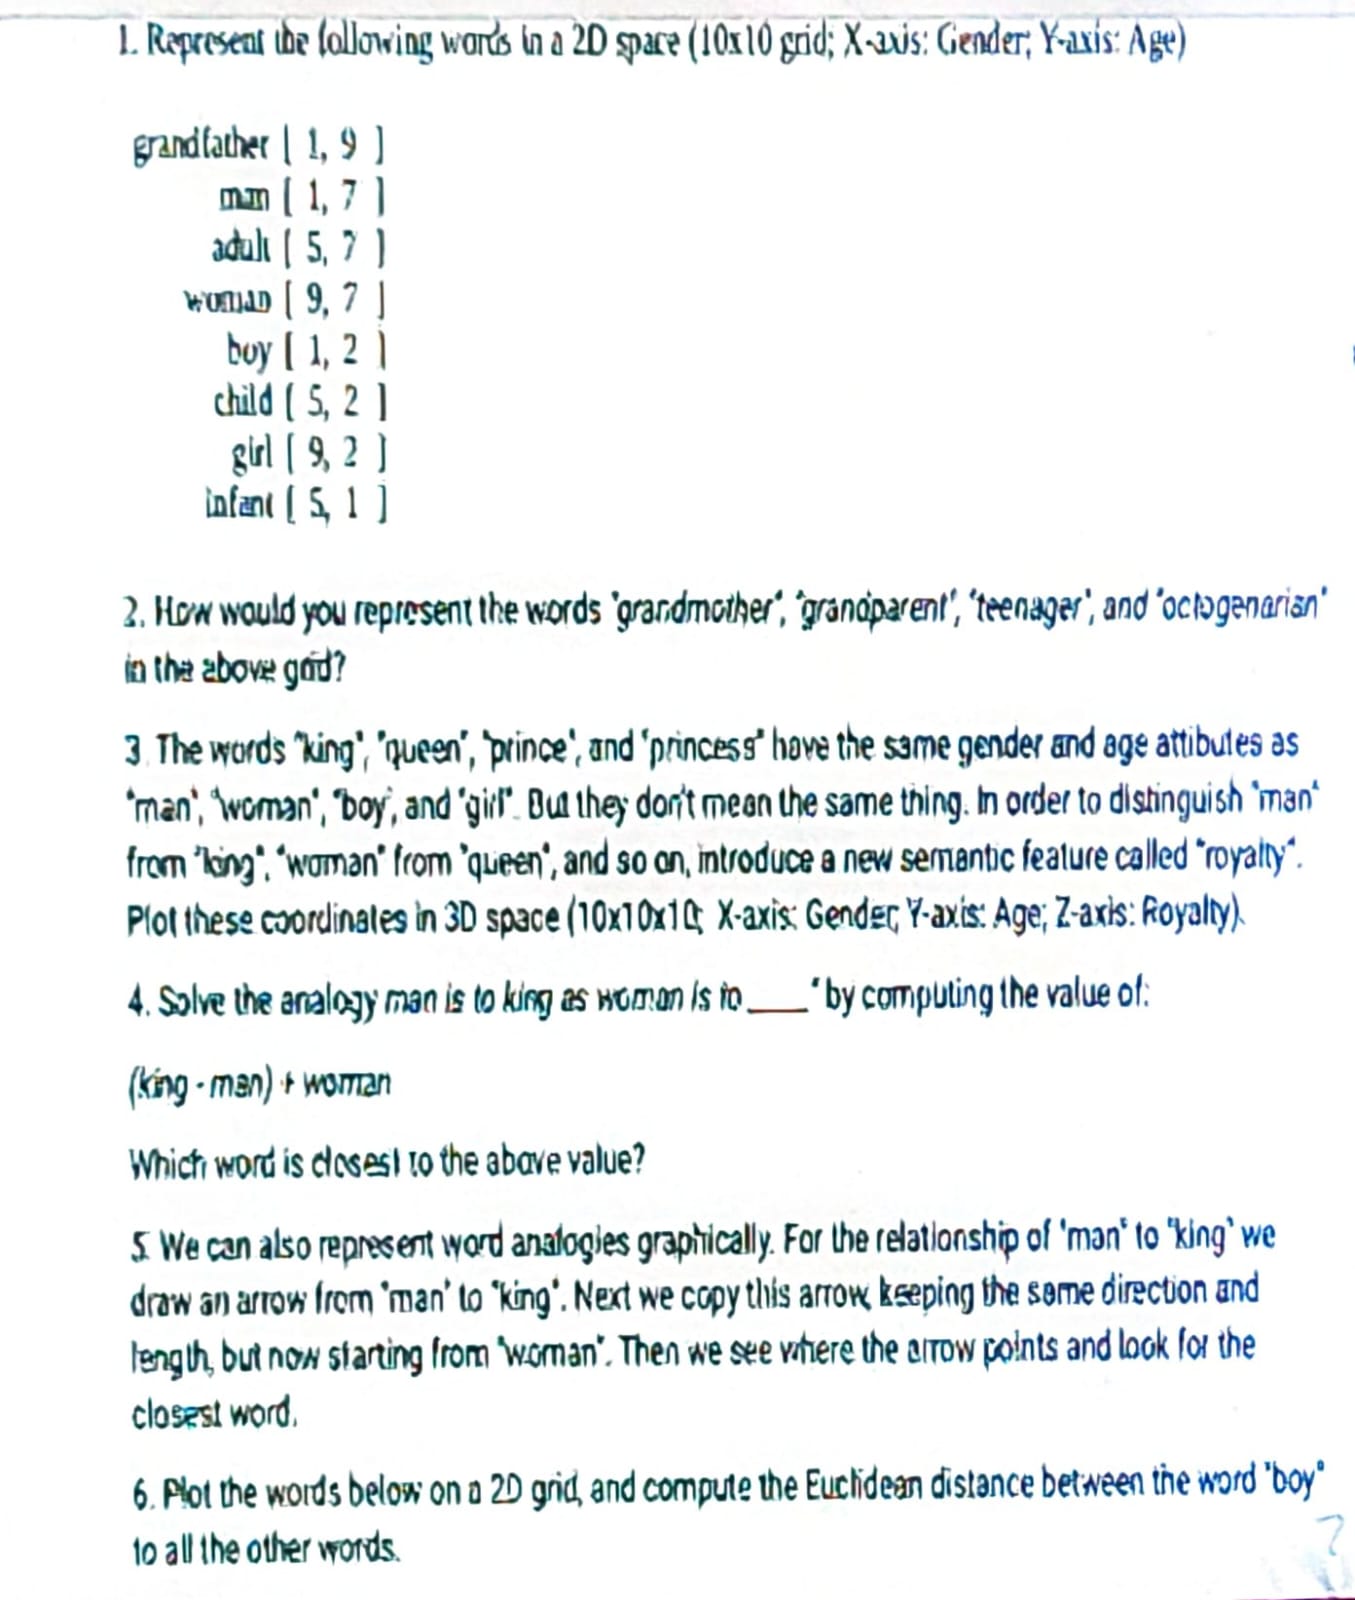 1. Represent the following words in a 2D space (10x10 grid; X-axis: Gender; Y-axis: Age)
grandfather [ 1, 9 ]
man [ 1, 7 ]
adult [ 5, 7 ]
woman [ 9, 7 ]
boy [ 1, 2 ]
child [ 5, 2 ]
girl [ 9, 2 ]
infant [ 5, 1 ]
2. How would you represent the words "grandmother", "grandparent", "teenager", and "octogenarian"
in the above grid?
3. The words "king", "queen", "prince", and "princess" have the same gender and age attibutes as
"man", "woman", "boy", and "girl". But they don't mean the same thing. In order to distinguish "man"
from "king", "woman" from "queen", and so on, introduce a new semantic feature called "royalty".
Plot these coordinates in 3D space (10x10x10; X-axis: Gender; Y-axis: Age; Z-axis: Royalty).
4. Solve the analogy man is to king as woman is to ____" by computing the value of:
(king - man) + woman
Which word is closest to the above value?
5. We can also represent word analogies graphically. For the relationship of "man" to "king" we
draw an arrow from "man" to "king". Next we copy this arrow, keeping the same direction and
length, but now starting from "woman". Then we see where the arrow points and look for the
closest word.
6. Plot the words below on a 2D grid, and compute the Euclidean distance between the word "boy"
to all the other words.